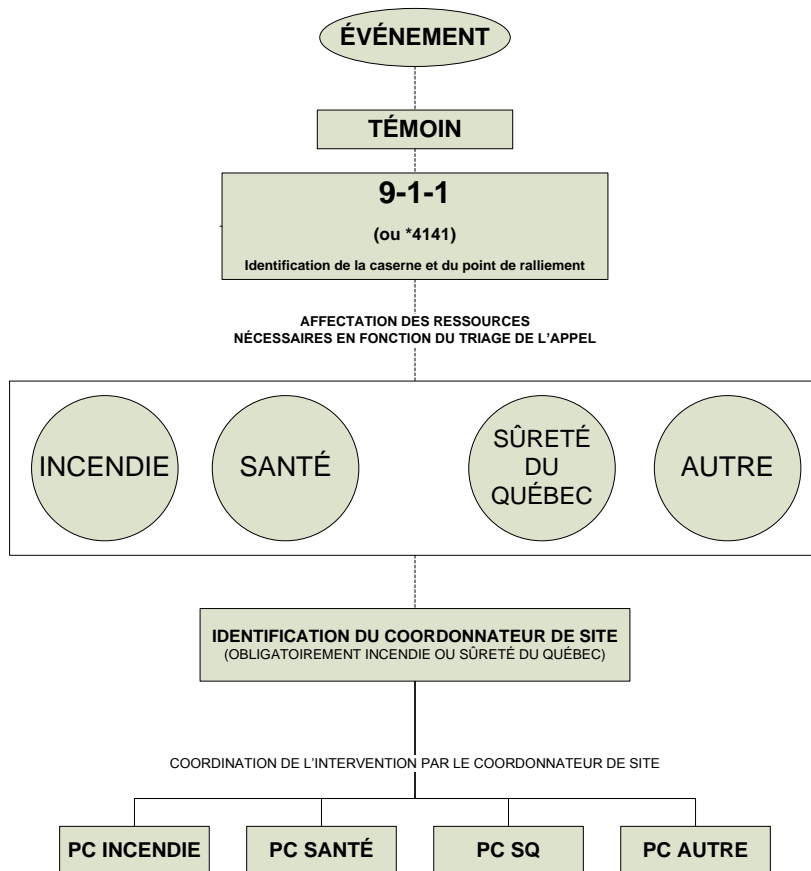 ÉVÉNEMENT
TÉMOIN
9-1-1
(ou *4141)
Identification de la caserne et du point de ralliement
AFFECTATION DES RESSOURCES
NÉCESSAIRES EN FONCTION DU TRIAGE DE L'APPEL
INCENDIE
SANTÉ
SÛRETÉ
DU
QUÉBEC
AUTRE
IDENTIFICATION DU COORDONNATEUR DE SITE
(OBLIGATOIREMENT INCENDIE OU SÛRETÉ DU QUÉBEC)
COORDINATION DE L'INTERVENTION PAR LE COORDONNATEUR DE SITE
PC INCENDIE
PC SANTÉ
PC SQ
PC AUTRE